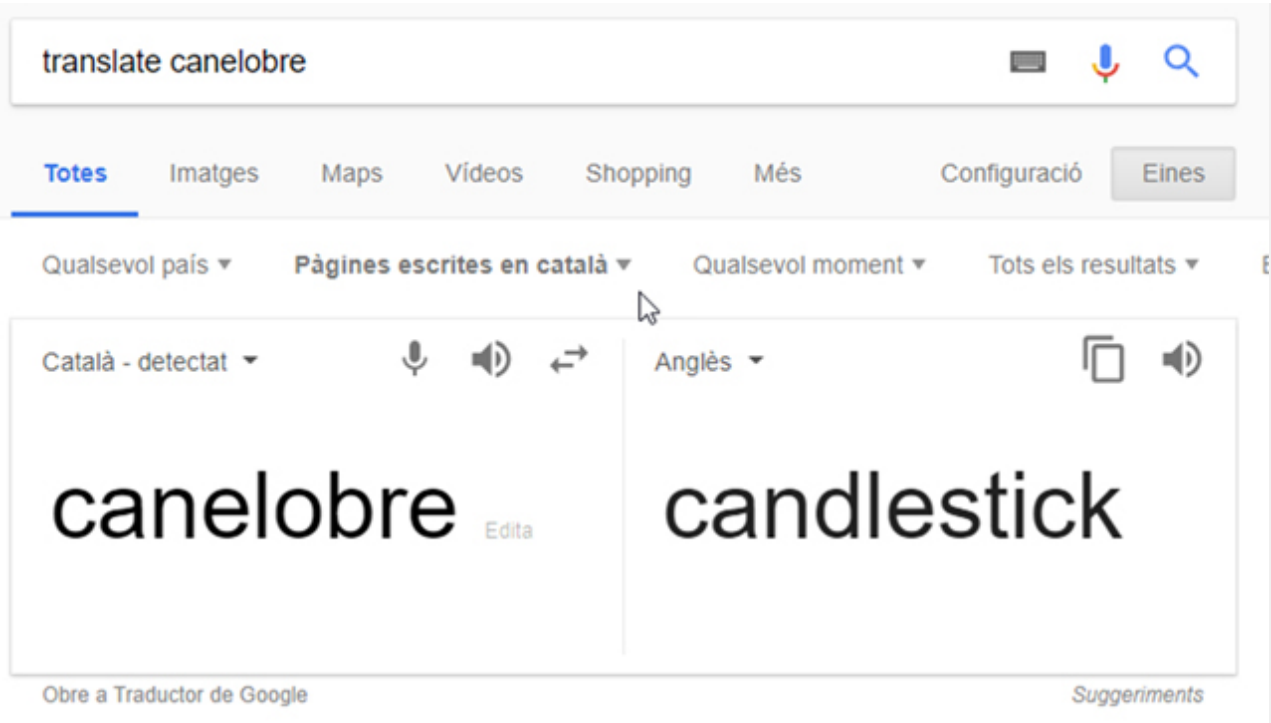 translate canelobre
Totes Imatges Maps Vídeos Shopping Més Configuració Eines
Qualsevol país Pàgines escrites en català Qualsevol moment Tots els resultats
Català - detectat Anglès
canelobre Edita candlestick
Obre a Traductor de Google Suggeriments